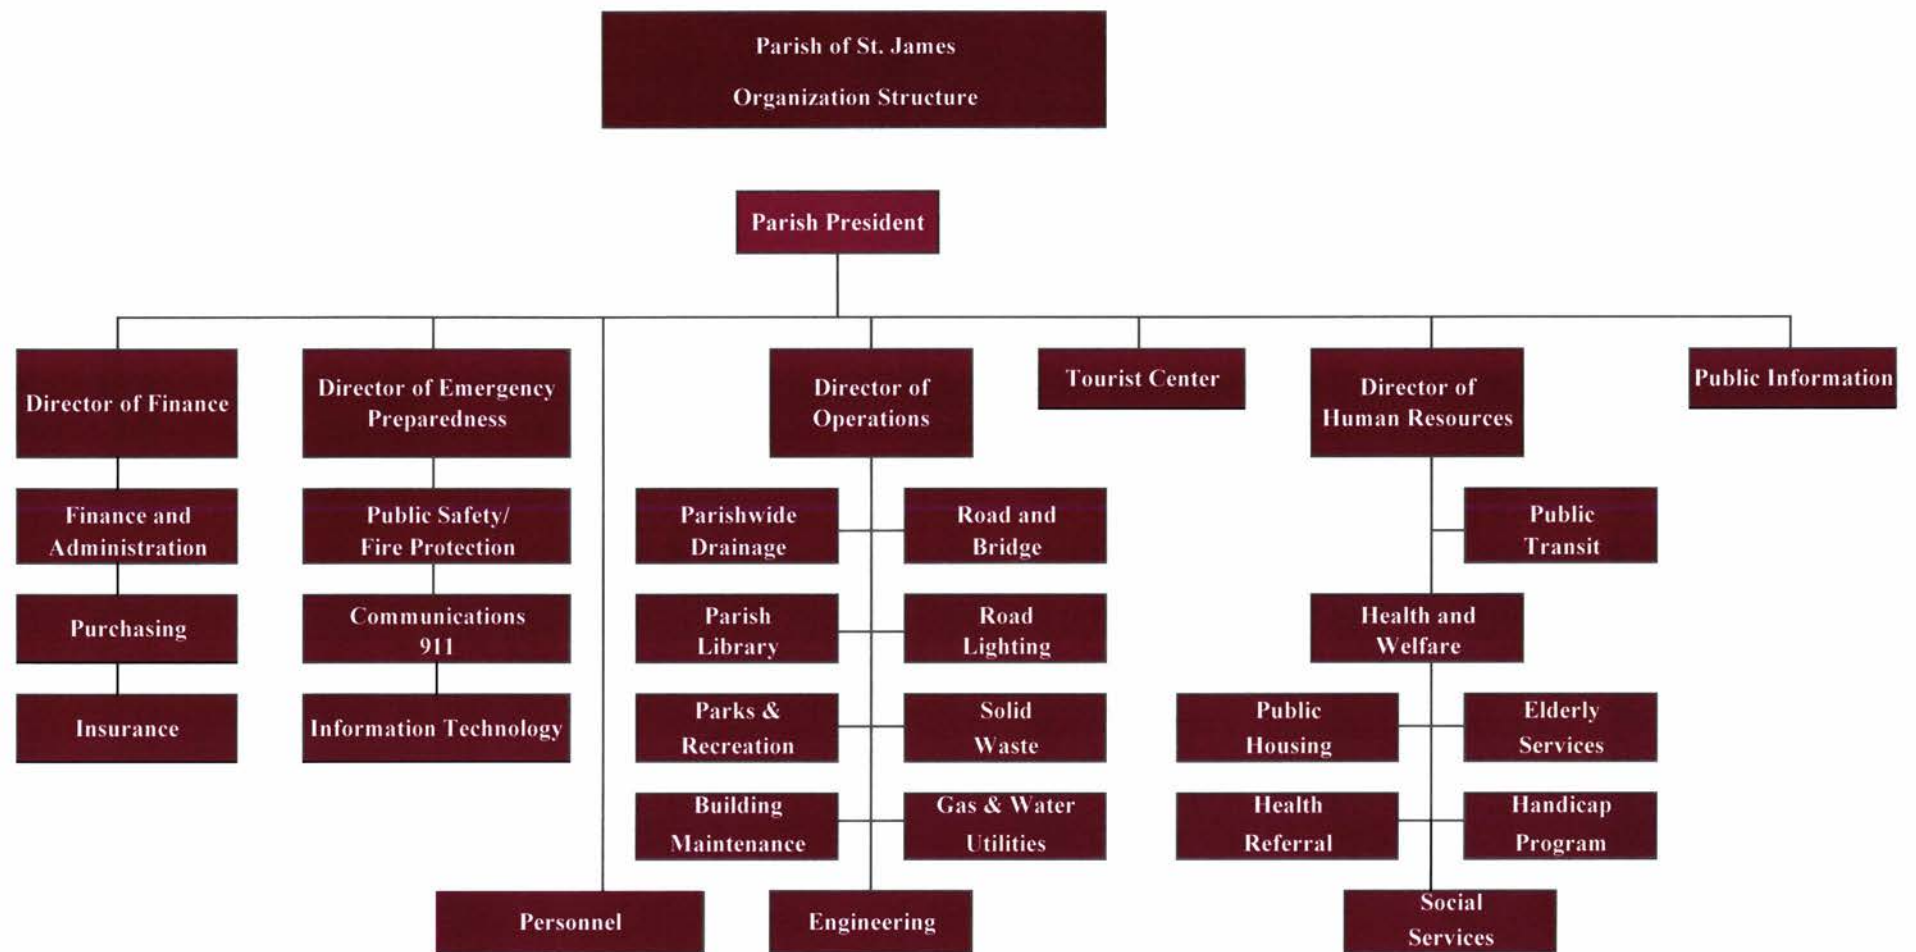 Parish of St. James
Organization Structure
Parish President
Director of Finance
Director of Emergency
Preparedness
Director of
Operations
Tourist Center
Director of
Human Resources
Public Information
Finance and
Administration
Public Safety/
Fire Protection
Parishwide
Drainage
Road and
Bridge
Public
Transit
Purchasing
Communications
911
Parish
Library
Road
Lighting
Health and
Welfare
Insurance
Information Technology
Parks &
Recreation
Solid
Waste
Public
Housing
Elderly
Services
Building
Maintenance
Gas & Water
Utilities
Health
Referral
Handicap
Program
Personnel
Engineering
Social
Services